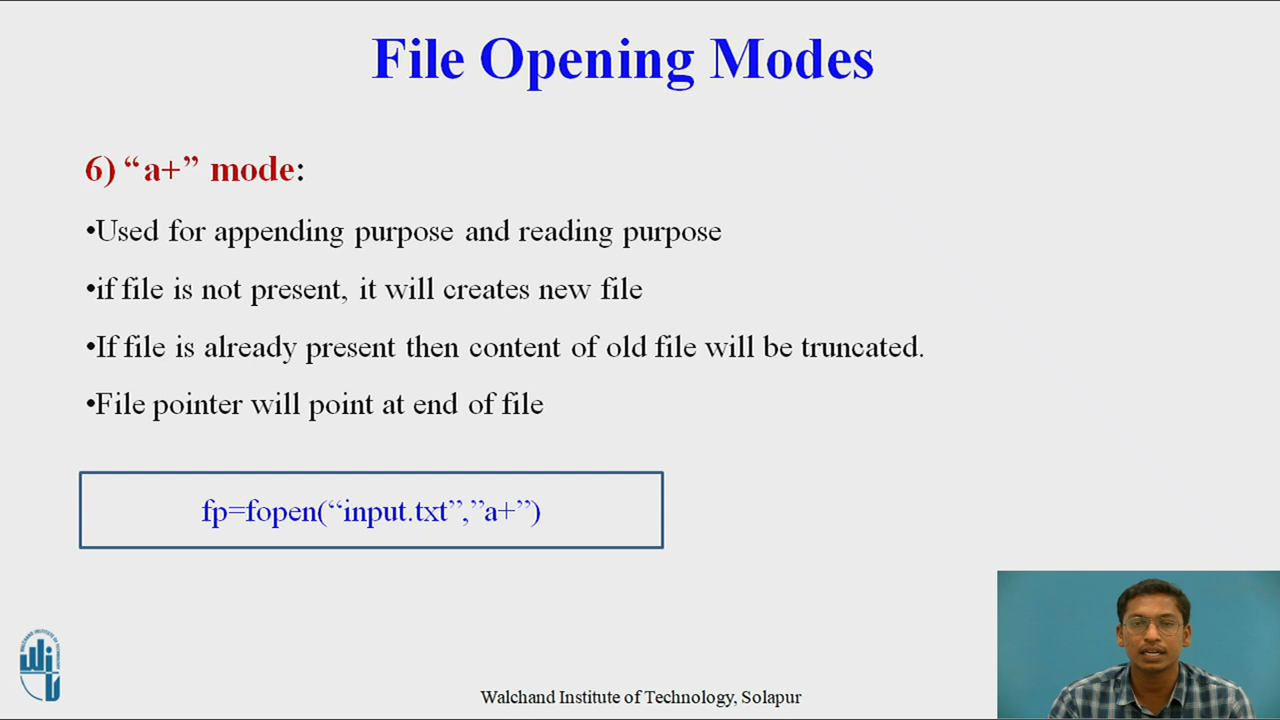 File Opening Modes
6) “a+” mode:
•Used for appending purpose and reading purpose
•if file is not present, it will creates new file
•If file is already present then content of old file will be truncated.
•File pointer will point at end of file
fp=fopen(“input.txt”,”a+”)
Walchand Institute of Technology, Solapur